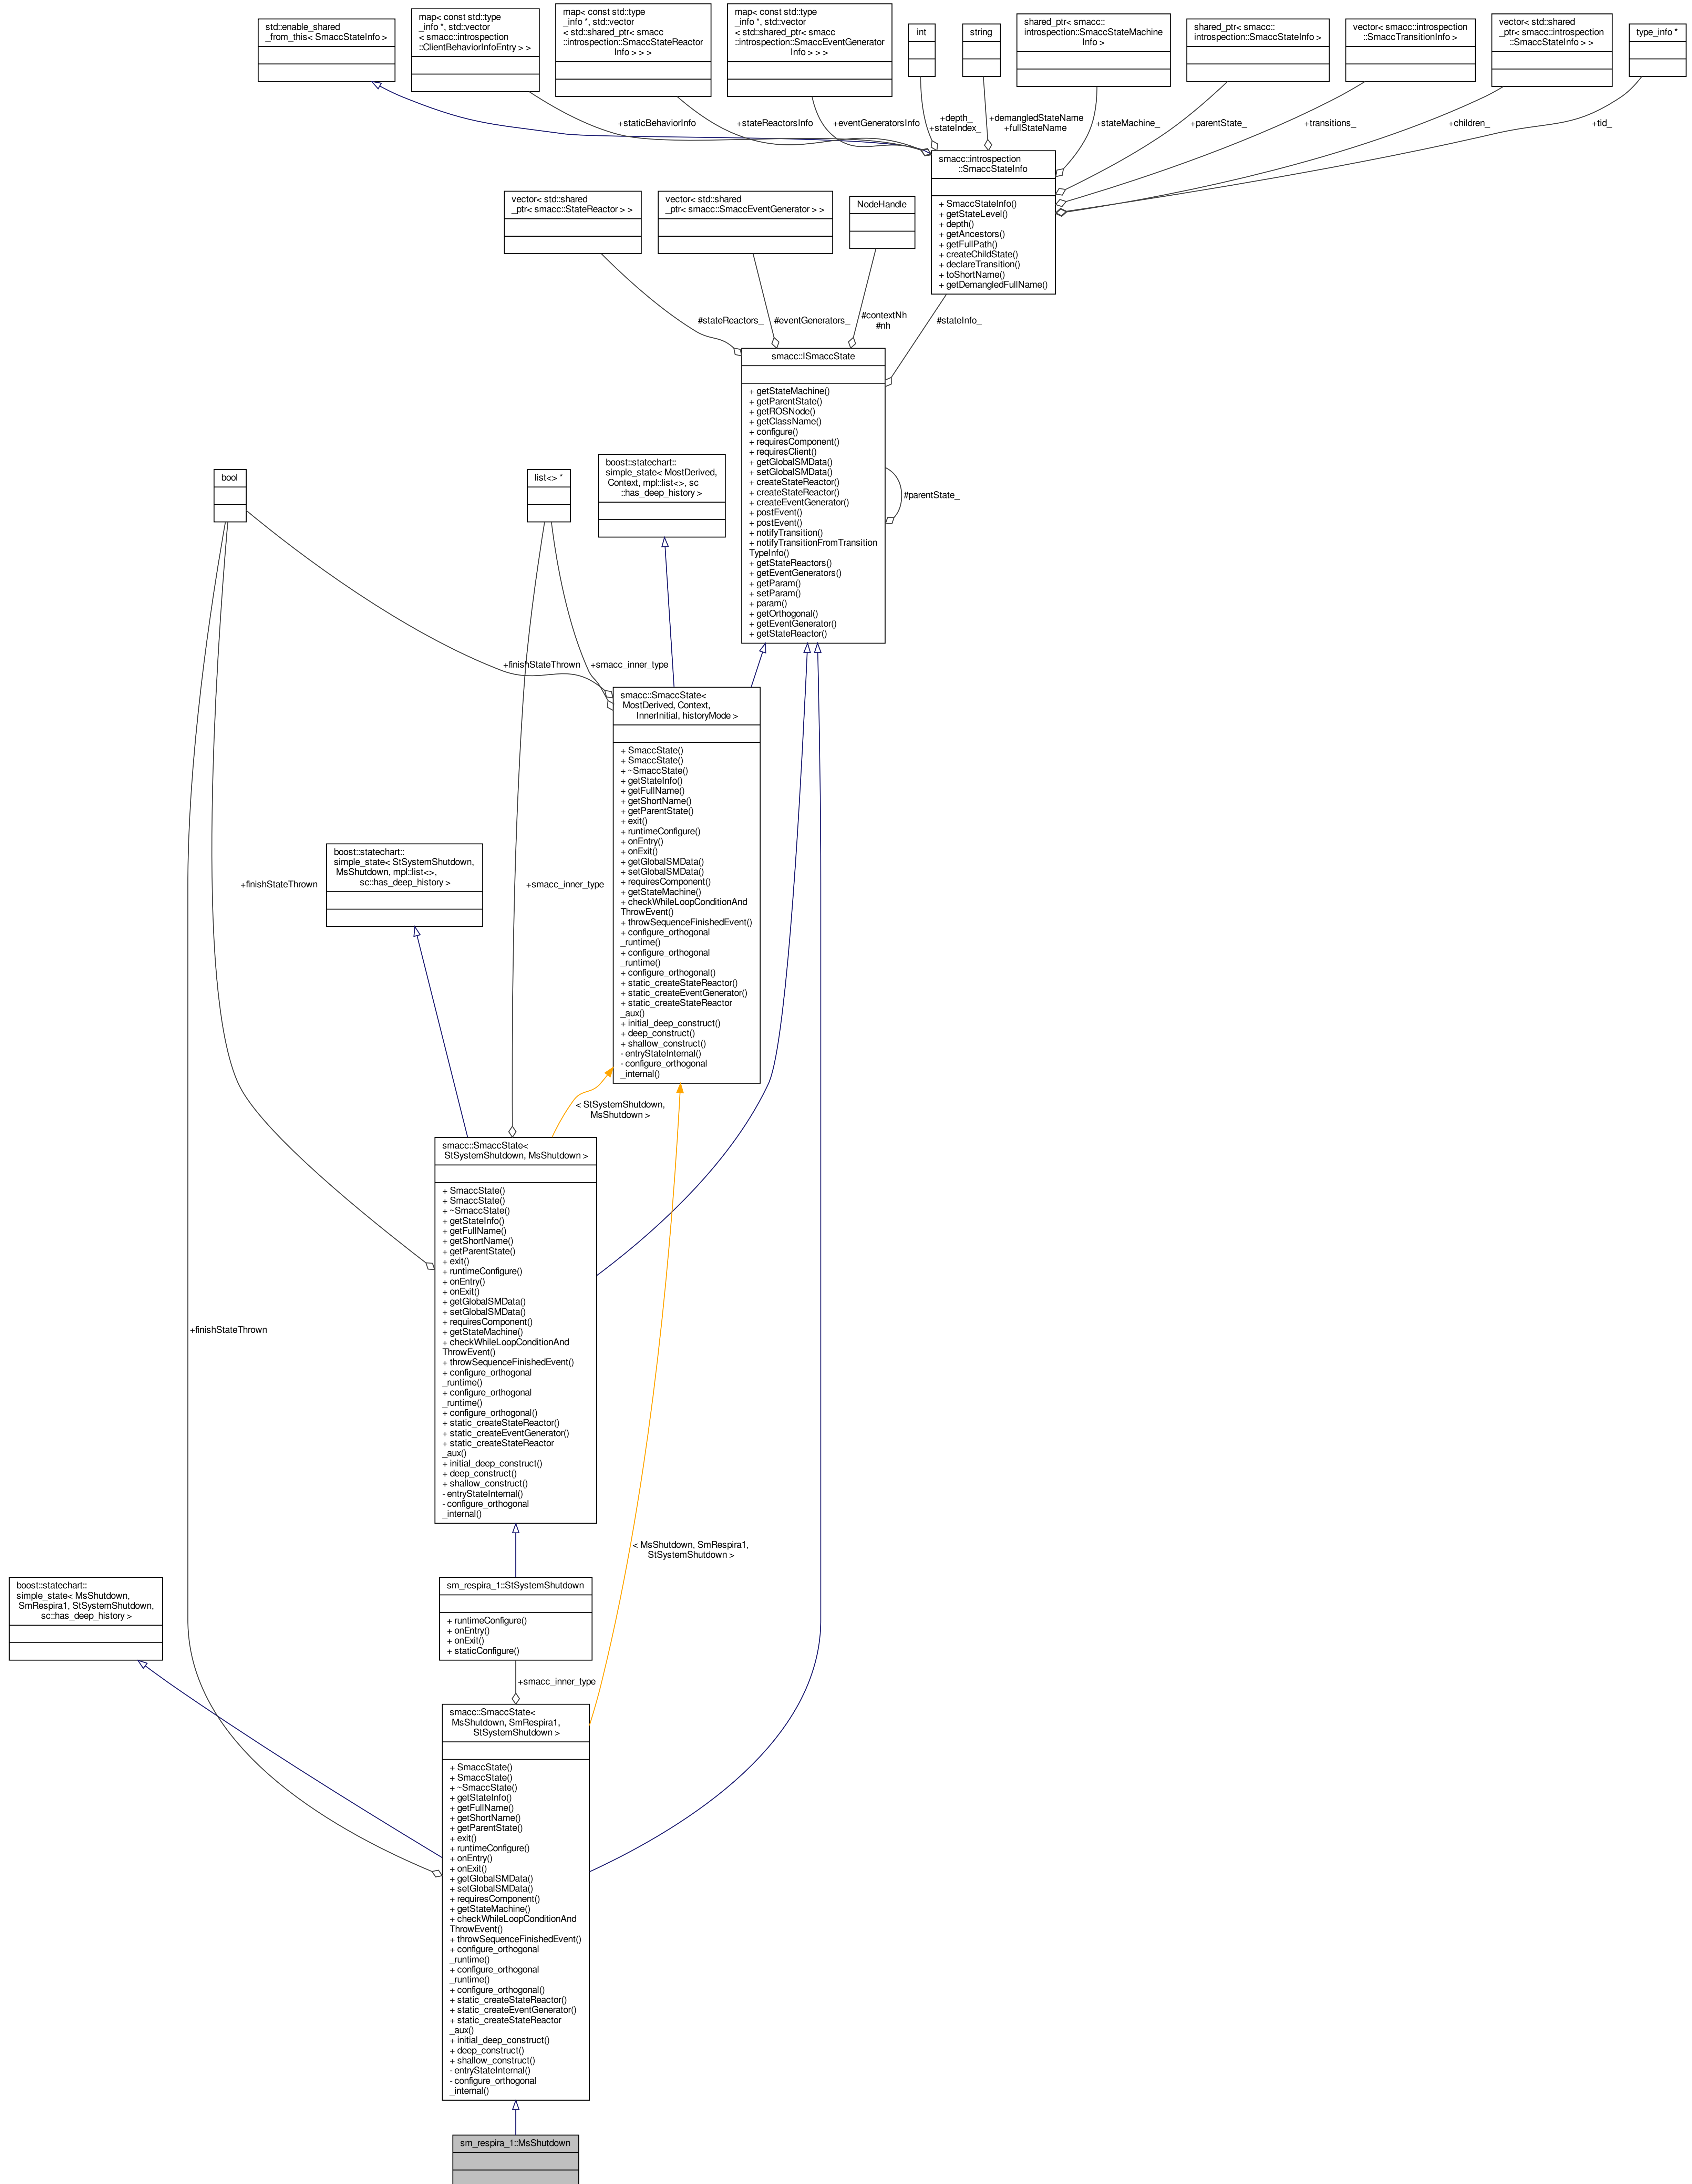 std::enable_shared
_from_this< SmaccStateInfo >
map< const std::type
_info *, std::vector
< smacc::introspection
::ClientBehaviorInfoEntry > >
map< const std::type
_info *, std::vector
< std::shared_ptr< smacc
::introspection::SmaccStateReactor
Info > > >
map< const std::type
_info *, std::vector
< std::shared_ptr< smacc
::introspection::SmaccEventGenerator
Info > > >
int
string
shared_ptr< smacc::
introspection::SmaccStateMachine
Info >
shared_ptr< smacc::
introspection::SmaccStateInfo >
vector< smacc::introspection
::SmaccTransitionInfo >
vector< std::shared
_ptr< smacc::introspection
::SmaccStateInfo > >
type_info *
+staticBehaviorInfo
+stateReactorsInfo
+eventGeneratorsInfo
+depth_
+stateIndex_
+demangledStateName
+fullStateName
+stateMachine_
+parentState_
+transitions_
+children_
+tid_
smacc::introspection
::SmaccStateInfo
+ SmaccStateInfo()
+ getStateLevel()
+ depth()
+ getAncestors()
+ getFullPath()
+ createChildState()
+ declareTransition()
+ toShortName()
+ getDemangledFullName()
vector< std::shared
_ptr< smacc::StateReactor > >
vector< std::shared
_ptr< smacc::SmaccEventGenerator > >
NodeHandle
#stateReactors_
#eventGenerators_
#contextNh
#nh
#stateInfo_
smacc::ISmaccState
+ getStateMachine()
+ getParentState()
+ getROSNode()
+ getClassName()
+ configure()
+ requiresComponent()
+ requiresClient()
+ getGlobalSMData()
+ setGlobalSMData()
+ createStateReactor()
+ createStateReactor()
+ createEventGenerator()
+ postEvent()
+ postEvent()
+ notifyTransition()
+ notifyTransitionFromTransition
TypeInfo()
+ getStateReactors()
+ getEventGenerators()
+ getParam()
+ setParam()
+ param()
+ getOrthogonal()
+ getEventGenerator()
+ getStateReactor()
#parentState_
bool
list<> *
boost::statechart::
simple_state< MostDerived,
Context, mpl::list<>, sc
::has_deep_history >
+finishStateThrown
+smacc_inner_type
smacc::SmaccState<
MostDerived, Context,
InnerInitial, historyMode >
+ SmaccState()
+ SmaccState()
+ ~SmaccState()
+ getStateInfo()
+ getFullName()
+ getShortName()
+ getParentState()
+ exit()
+ runtimeConfigure()
+ onEntry()
+ onExit()
+ getGlobalSMData()
+ setGlobalSMData()
+ requiresComponent()
+ getStateMachine()
+ checkWhileLoopConditionAnd
ThrowEvent()
+ throwSequenceFinishedEvent()
+ configure_orthogonal
_runtime()
+ configure_orthogonal
_runtime()
+ configure_orthogonal()
+ static_createStateReactor()
+ static_createEventGenerator()
+ static_createStateReactor
_aux()
+ initial_deep_construct()
+ deep_construct()
+ shallow_construct()
- entryStateInternal()
- configure_orthogonal
_internal()
boost::statechart::
simple_state< StSystemShutdown,
MsShutdown, mpl::list<>,
sc::has_deep_history >
+finishStateThrown
+smacc_inner_type
< StSystemShutdown,
MsShutdown >
smacc::SmaccState<
StSystemShutdown, MsShutdown >
+ SmaccState()
+ SmaccState()
+ ~SmaccState()
+ getStateInfo()
+ getFullName()
+ getShortName()
+ getParentState()
+ exit()
+ runtimeConfigure()
+ onEntry()
+ onExit()
+ getGlobalSMData()
+ setGlobalSMData()
+ requiresComponent()
+ getStateMachine()
+ checkWhileLoopConditionAnd
ThrowEvent()
+ throwSequenceFinishedEvent()
+ configure_orthogonal
_runtime()
+ configure_orthogonal
_runtime()
+ configure_orthogonal()
+ static_createStateReactor()
+ static_createEventGenerator()
+ static_createStateReactor
_aux()
+ initial_deep_construct()
+ deep_construct()
+ shallow_construct()
- entryStateInternal()
- configure_orthogonal
_internal()
+finishStateThrown
< MsShutdown, SmRespira1,
StSystemShutdown >
boost::statechart::
simple_state< MsShutdown,
SmRespira1, StSystemShutdown,
sc::has_deep_history >
sm_respira_1::StSystemShutdown
+ runtimeConfigure()
+ onEntry()
+ onExit()
+ staticConfigure()
+smacc_inner_type
smacc::SmaccState<
MsShutdown, SmRespira1,
StSystemShutdown >
+ SmaccState()
+ SmaccState()
+ ~SmaccState()
+ getStateInfo()
+ getFullName()
+ getShortName()
+ getParentState()
+ exit()
+ runtimeConfigure()
+ onEntry()
+ onExit()
+ getGlobalSMData()
+ setGlobalSMData()
+ requiresComponent()
+ getStateMachine()
+ checkWhileLoopConditionAnd
ThrowEvent()
+ throwSequenceFinishedEvent()
+ configure_orthogonal
_runtime()
+ configure_orthogonal
_runtime()
+ configure_orthogonal()
+ static_createStateReactor()
+ static_createEventGenerator()
+ static_createStateReactor
_aux()
+ initial_deep_construct()
+ deep_construct()
+ shallow_construct()
- entryStateInternal()
- configure_orthogonal
_internal()
sm_respira_1::MsShutdown